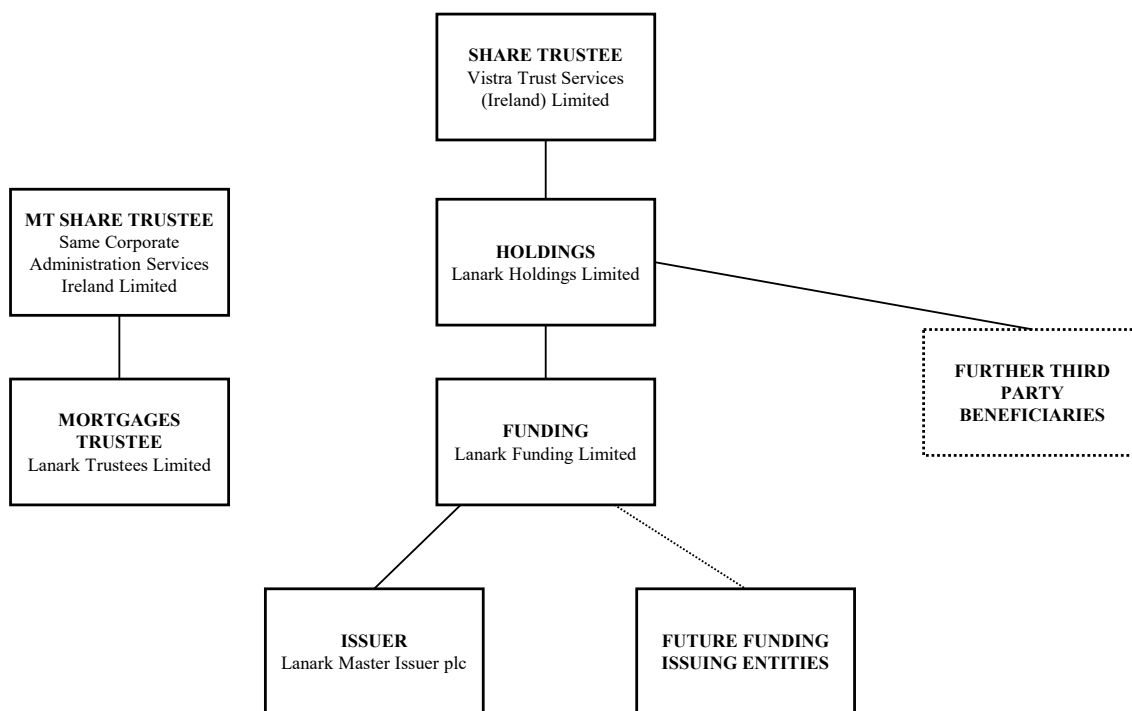 SHARE TRUSTEE
Vistra Trust Services
(Ireland) Limited
MT SHARE TRUSTEE
Same Corporate
Administration Services
Ireland Limited
HOLDINGS
Lanark Holdings Limited
FURTHER THIRD
PARTY
BENEFICIARIES
MORTGAGES
TRUSTEE
Lanark Trustees Limited
FUNDING
Lanark Funding Limited
ISSUER
Lanark Master Issuer plc
FUTURE FUNDING
ISSUING ENTITIES